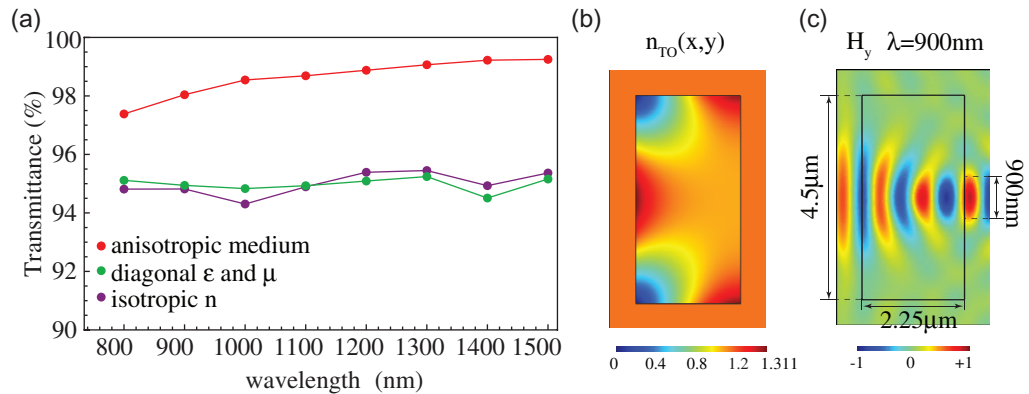 (a)
100
98
96
94
92
90
Transmittance (%)
anisotropic medium
diagonal ε and μ
isotropic n
800 900 1000 1100 1200 1300 1400 1500
wavelength (nm)
(b)
n_TO(x,y)
0 0.4 0.8 1.2 1.311
(c)
H_y λ=900nm
4.5μm
900nm
2.25μm
-1 0 +1